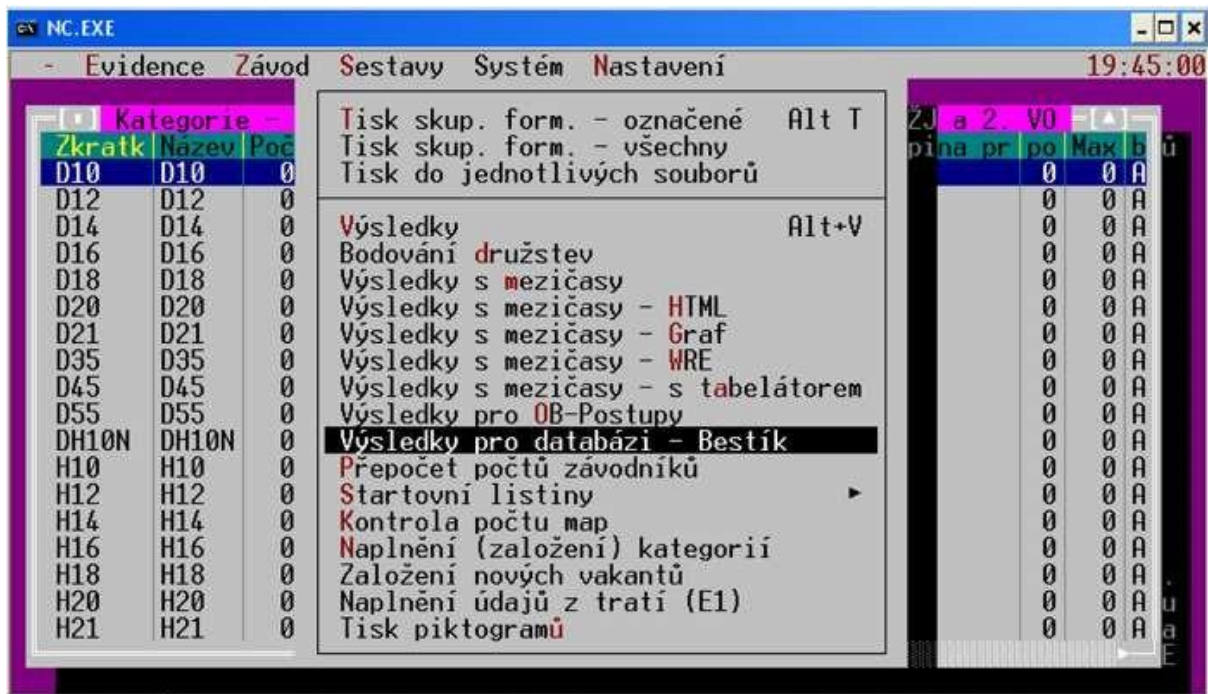 NC.EXE
- Evidence Závod Sestavy Systém Nastavení 19:45:00
Kategorie - ŽJ a 2. VO
Zkratk Název Poč pina pr po Max b ů
D10 D10 0 Tisk skup. form. - označené Alt T 0 0 A
D12 D12 0 Tisk skup. form. - všechny 0 0 A
D14 D14 0 Tisk do jednotlivých souborů 0 0 A
D16 D16 0 Výsledky Alt+V 0 0 A
D18 D18 0 Bodování družstev 0 0 A
D20 D20 0 Výsledky s mezičasy 0 0 A
D21 D21 0 Výsledky s mezičasy - HTML 0 0 A
D35 D35 0 Výsledky s mezičasy - Graf 0 0 A
D45 D45 0 Výsledky s mezičasy - WRE 0 0 A
D55 D55 0 Výsledky s mezičasy - s tabelátorem 0 0 A
DH10N DH10N 0 Výsledky pro OB-Postupy 0 0 A
H10 H10 0 Výsledky pro databázi - Bestík 0 0 A
H12 H12 0 Přepočet počtů závodníků 0 0 A
H14 H14 0 Startovní listiny 0 0 A
H16 H16 0 Kontrola počtu map 0 0 A
H18 H18 0 Naplnění (založení) kategorií 0 0 A .
H20 H20 0 Založení nových vakantů 0 0 A u
H21 H21 0 Naplnění údajů z tratí (E1) 0 0 A a
Tisk piktogramů E